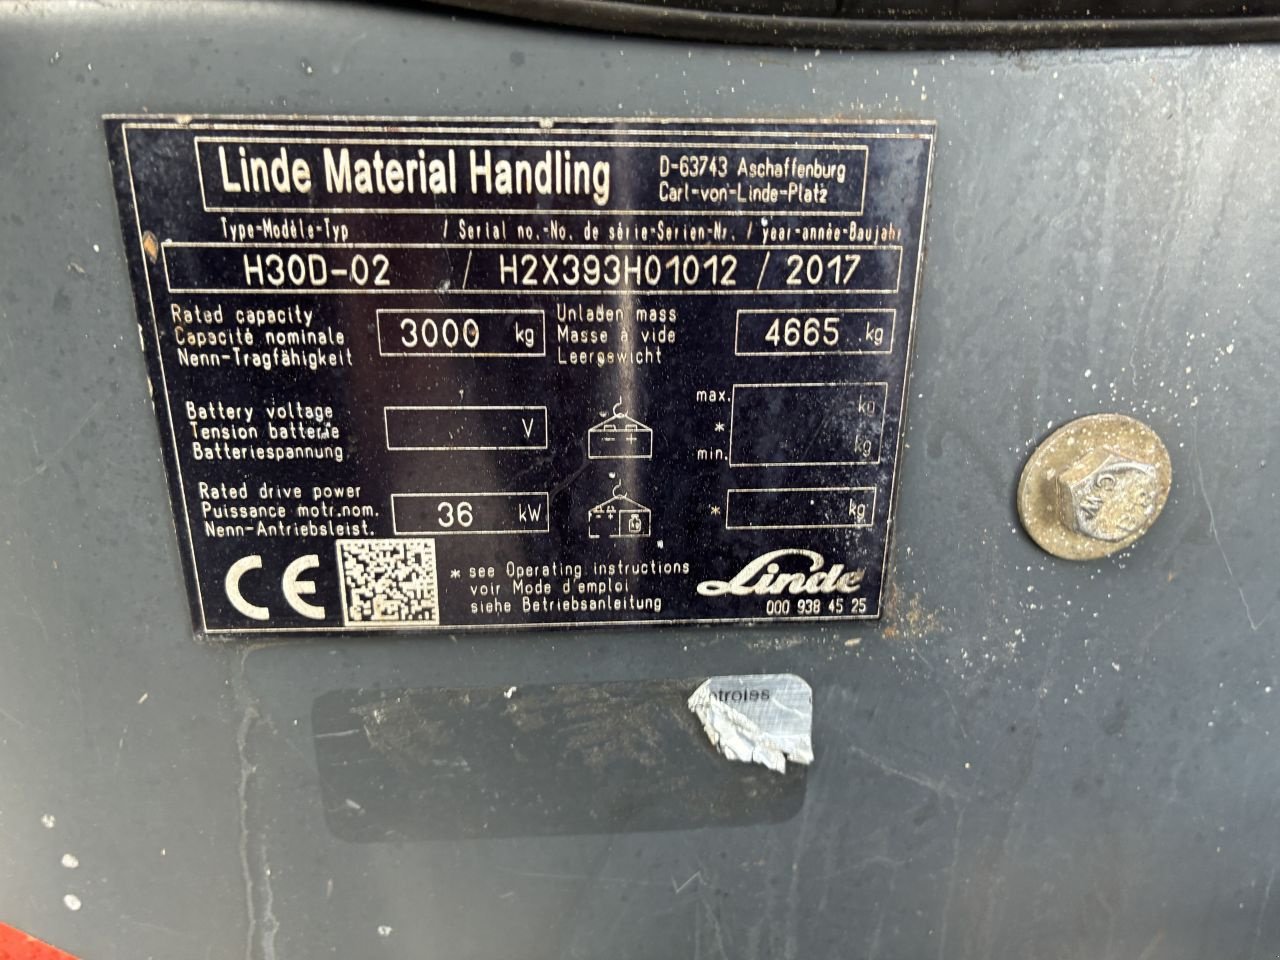 Linde Material Handling
D-63743 Aschaffenburg
Carl-von-Linde-Platz
Type-Modèle-Typ / Serial no.-No. de série-Serien-Nr. / year-année-Baujahr
H30D-02 / H2X393H01012 / 2017
Rated capacity
Capacité nominale
Nenn-Tragfähigkeit
3000 kg
Unladen mass
Masse à vide
Leergewicht
4665 kg
Battery voltage
Tension batterie
Batteriespannung
V
- +
max. kg
*
min. kg
Rated drive power
Puissance motr.nom.
Nenn-Antriebsleist.
36 kW
- + kg
* kg
CE
* see Operating instructions
voir Mode d'emploi
siehe Betriebsanleitung
Linde
000 938 45 25
ntroles